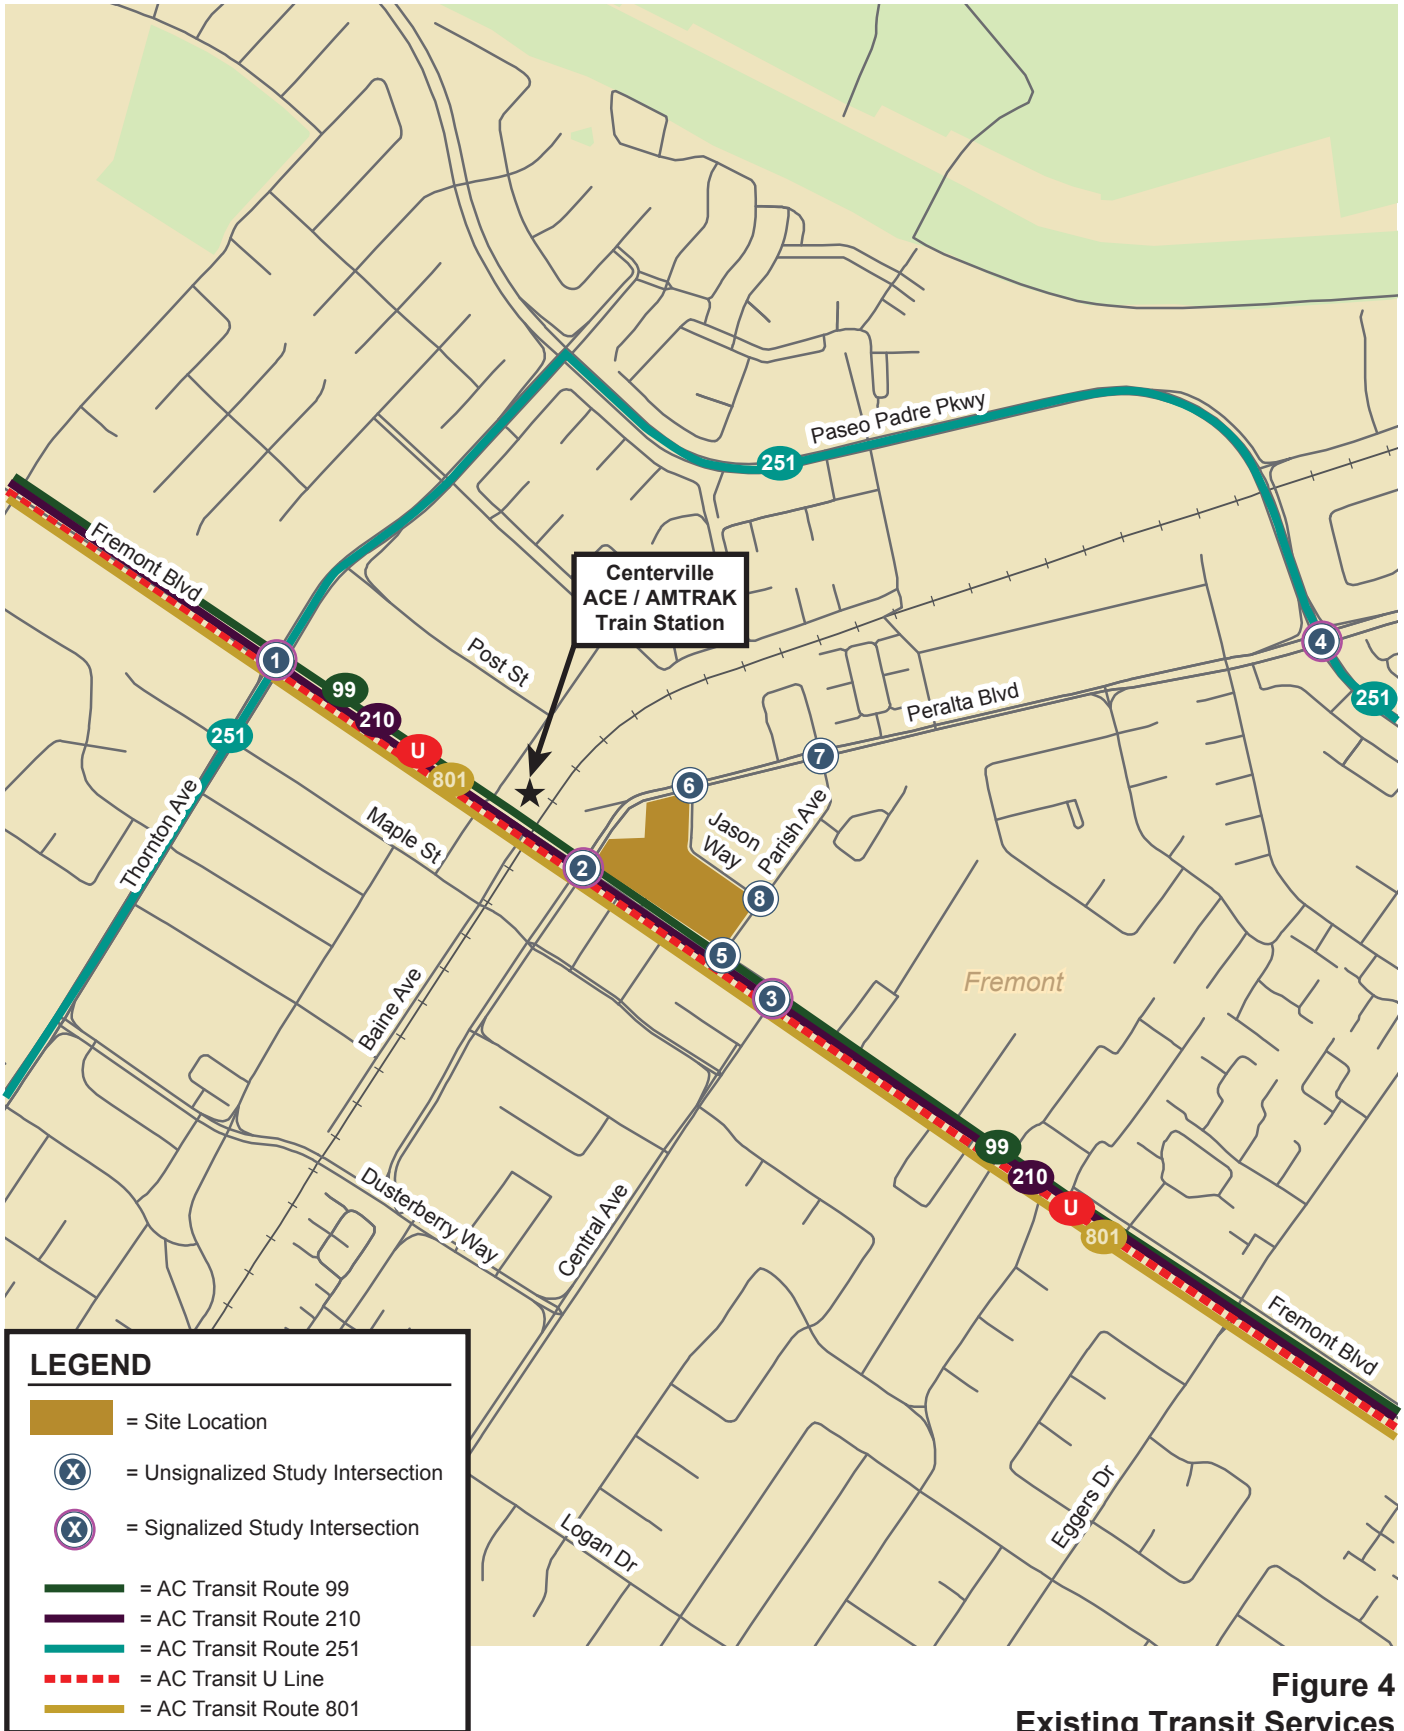 Paseo Padre Pkwy
251
Fremont Blvd
Centerville
ACE / AMTRAK
Train Station
1
4
Post St
99
210
U
801
251
Peralta Blvd
251
7
6
Thornton Ave
Maple St
Jason
Way
Parish Ave
2
8
5
3
Fremont
Baine Ave
99
210
U
801
Dusterberry Way
Central Ave
Fremont Blvd
Eggers Dr
Logan Dr
LEGEND
= Site Location
X = Unsignalized Study Intersection
X = Signalized Study Intersection
= AC Transit Route 99
= AC Transit Route 210
= AC Transit Route 251
= AC Transit U Line
= AC Transit Route 801
Figure 4
Existing Transit Services